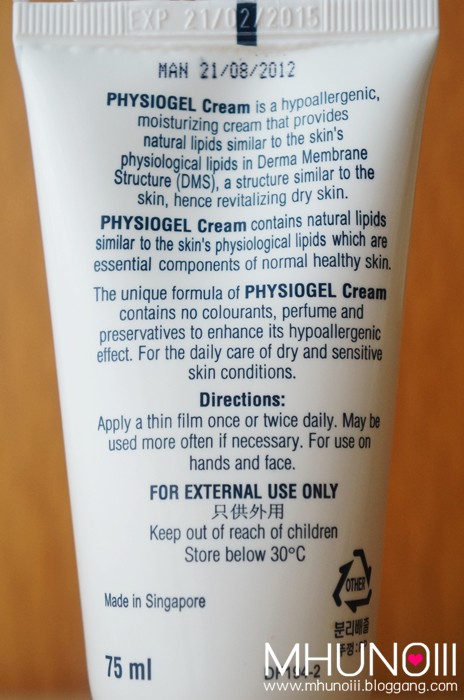 EXP 21/02/2015
MAN 21/08/2012
PHYSIOGEL Cream is a hypoallergenic,
moisturizing cream that provides
natural lipids similar to the skin's
physiological lipids in Derma Membrane
Structure (DMS), a structure similar to the
skin, hence revitalizing dry skin.
PHYSIOGEL Cream contains natural lipids
similar to the skin's physiological lipids which are
essential components of normal healthy skin.
The unique formula of PHYSIOGEL Cream
contains no colourants, perfume and
preservatives to enhance its hypoallergenic
effect. For the daily care of dry and sensitive
skin conditions.
Directions:
Apply a thin film once or twice daily. May be
used more often if necessary. For use on
hands and face.
FOR EXTERNAL USE ONLY
只供外用
Keep out of reach of children
Store below 30°C
OTHER
분리배출
Made in Singapore
75 ml
MHUNOIII
www.mhunoiii.bloggang.com